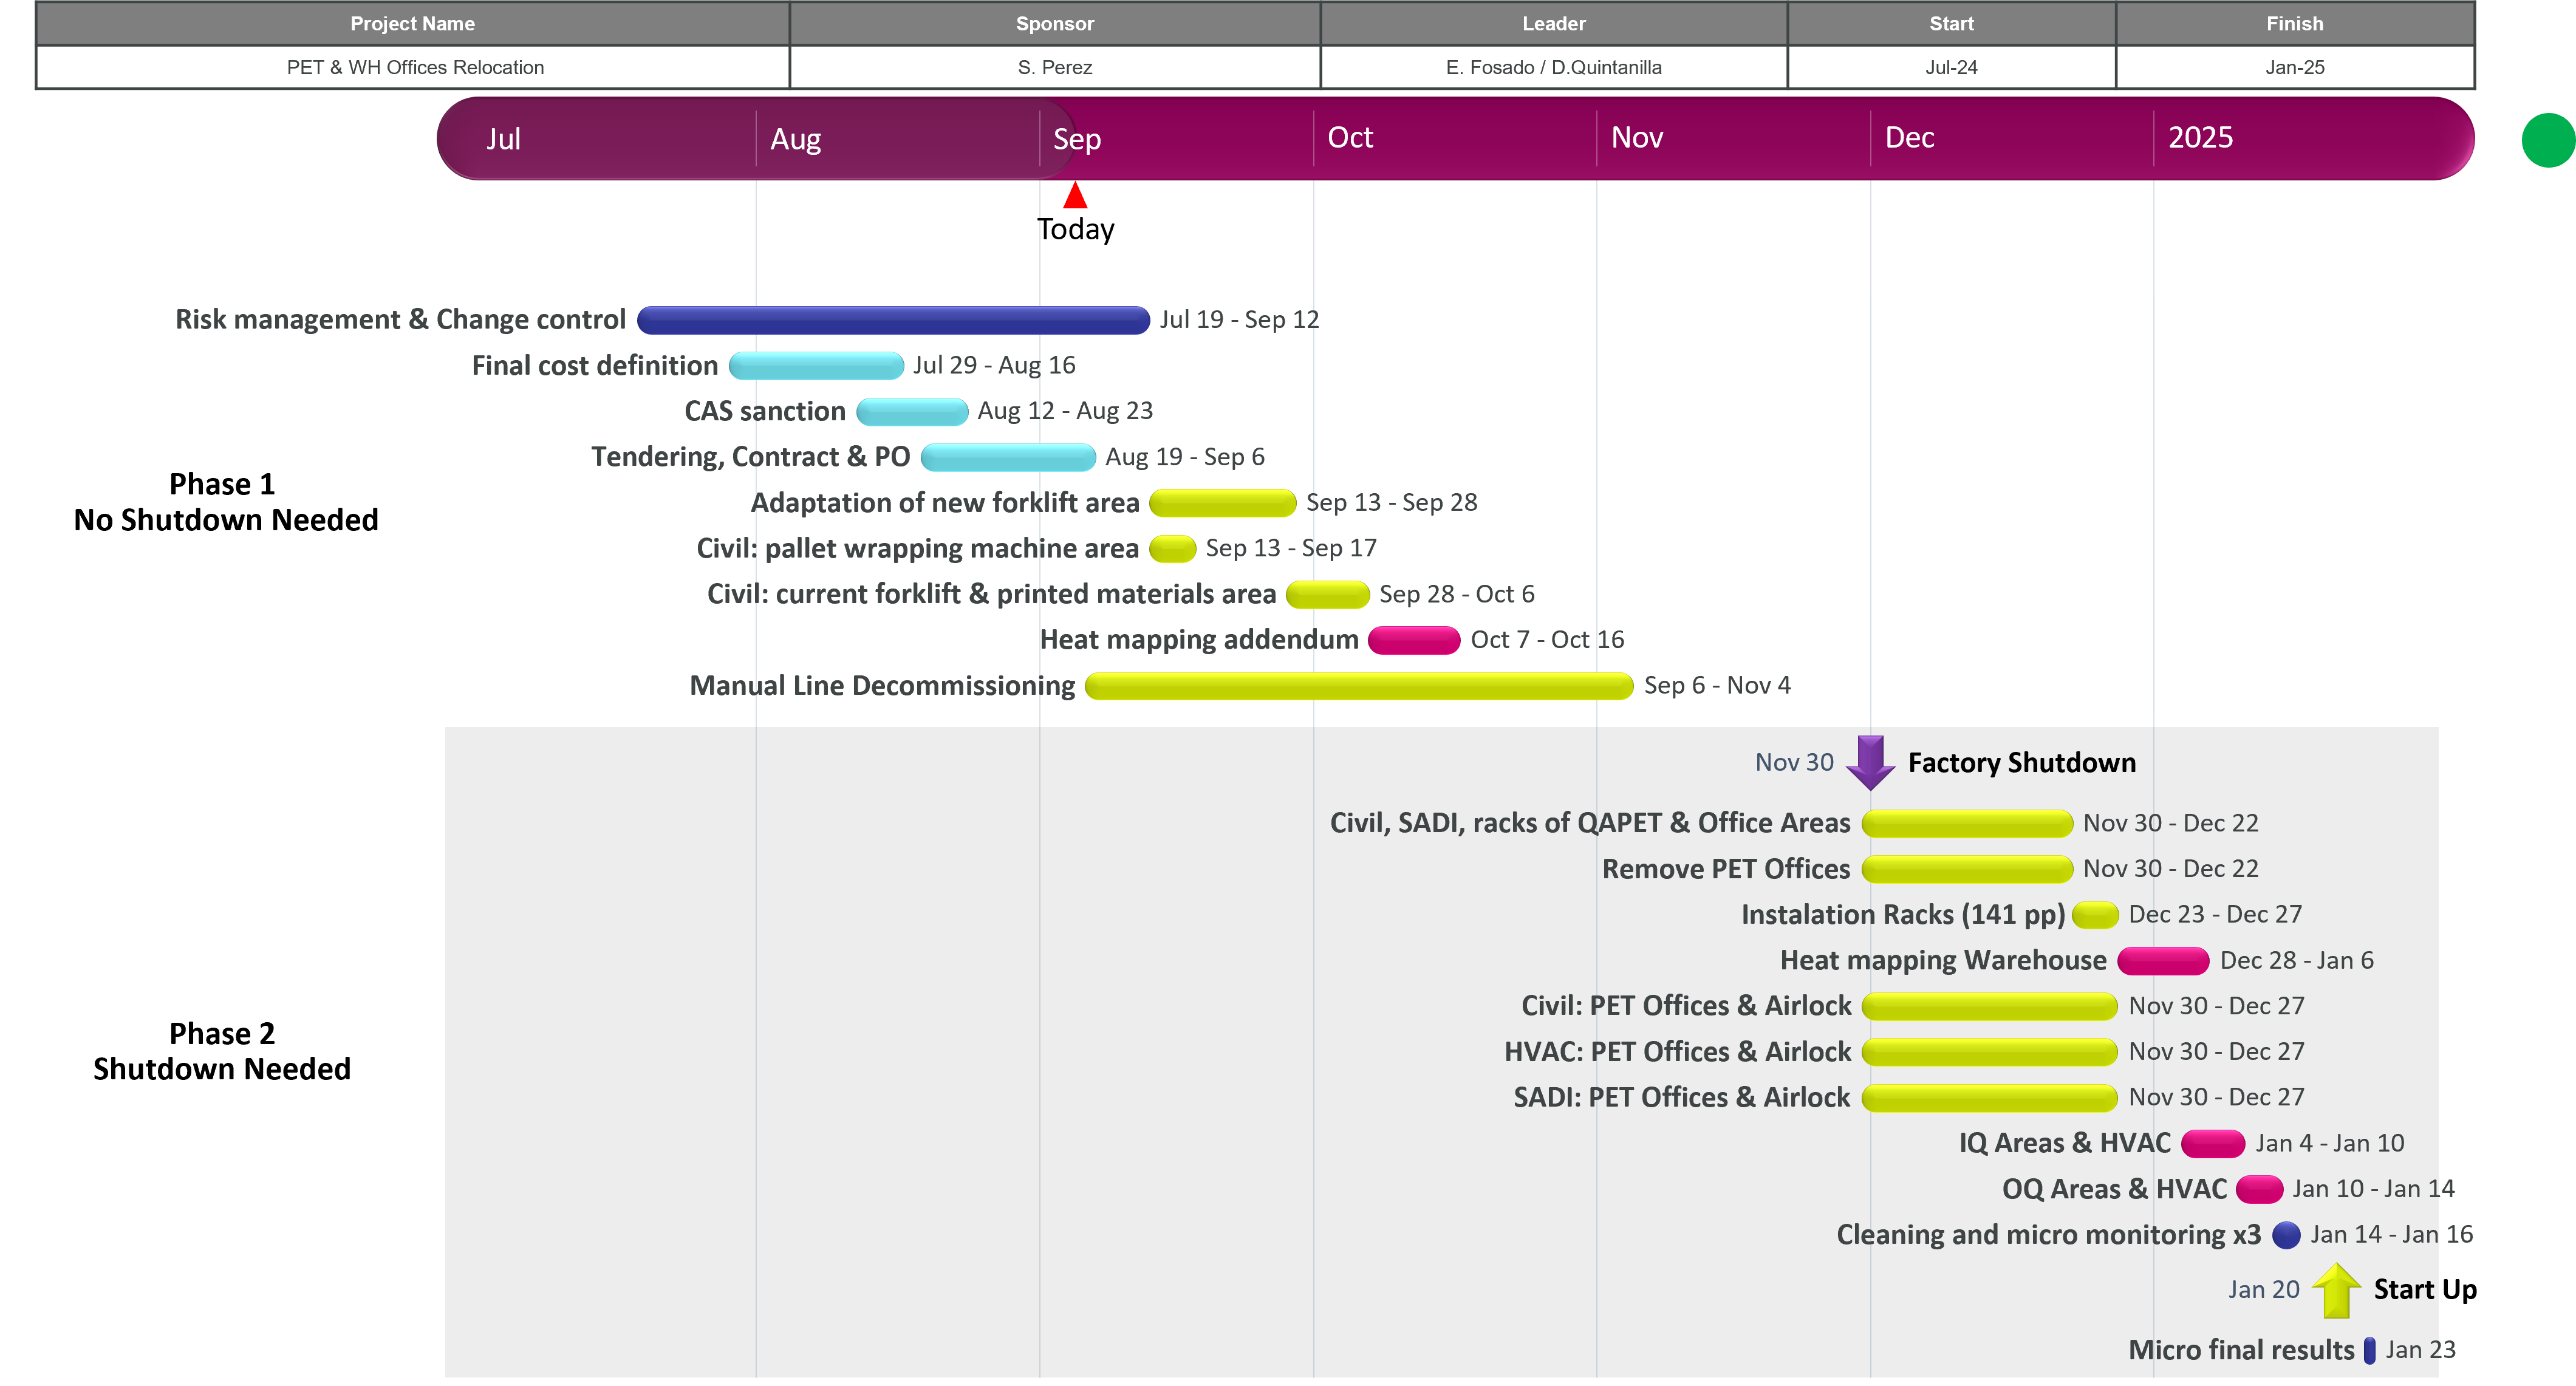 Project Name Sponsor Leader Start Finish
PET & WH Offices Relocation S. Perez E. Fosado / D.Quintanilla Jul-24 Jan-25
Jul Aug Sep Oct Nov Dec 2025
Today
Risk management & Change control Jul 19 - Sep 12
Final cost definition Jul 29 - Aug 16
CAS sanction Aug 12 - Aug 23
Tendering, Contract & PO Aug 19 - Sep 6
Phase 1
No Shutdown Needed
Adaptation of new forklift area Sep 13 - Sep 28
Civil: pallet wrapping machine area Sep 13 - Sep 17
Civil: current forklift & printed materials area Sep 28 - Oct 6
Heat mapping addendum Oct 7 - Oct 16
Manual Line Decommissioning Sep 6 - Nov 4
Nov 30 Factory Shutdown
Civil, SADI, racks of QAPET & Office Areas Nov 30 - Dec 22
Remove PET Offices Nov 30 - Dec 22
Instalation Racks (141 pp) Dec 23 - Dec 27
Heat mapping Warehouse Dec 28 - Jan 6
Civil: PET Offices & Airlock Nov 30 - Dec 27
Phase 2
Shutdown Needed
HVAC: PET Offices & Airlock Nov 30 - Dec 27
SADI: PET Offices & Airlock Nov 30 - Dec 27
IQ Areas & HVAC Jan 4 - Jan 10
OQ Areas & HVAC Jan 10 - Jan 14
Cleaning and micro monitoring x3 Jan 14 - Jan 16
Jan 20 Start Up
Micro final results Jan 23